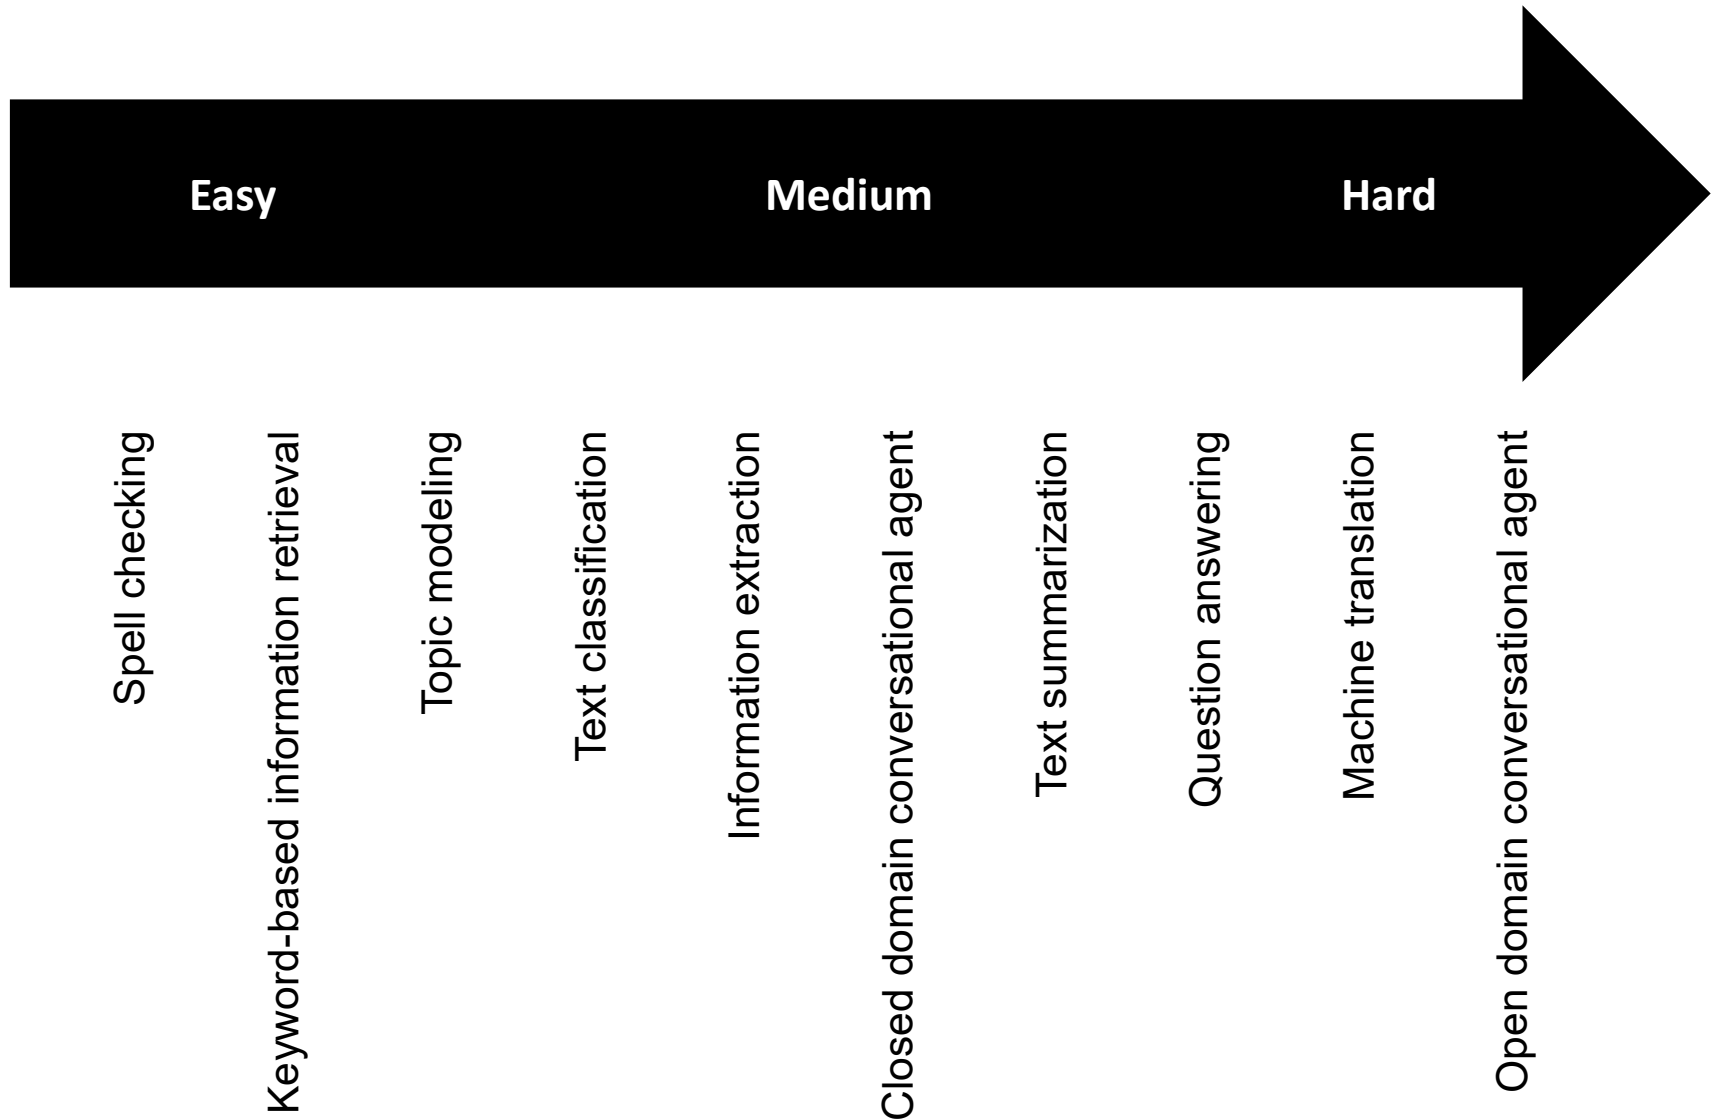 Easy
Medium
Hard
Spell checking
Keyword-based information retrieval
Topic modeling
Text classification
Information extraction
Closed domain conversational agent
Text summarization
Question answering
Machine translation
Open domain conversational agent